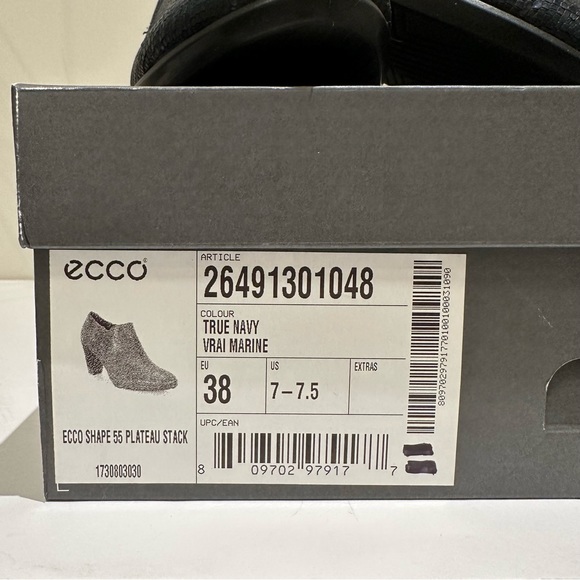 ecco
ARTICLE
26491301048
COLOUR
TRUE NAVY
VRAI MARINE
EU
38
US
7-7.5
EXTRAS
ECCO SHAPE 55 PLATEAU STACK
1730803030
UPC/EAN
8 09702 97917 7
8097029791770100100031090